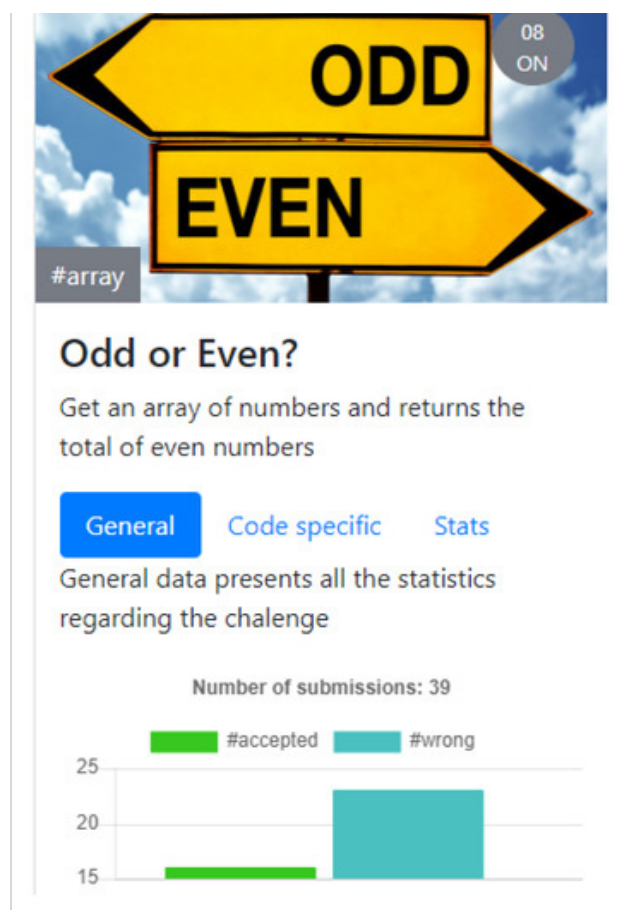 08
ON
ODD
EVEN
#array
Odd or Even?
Get an array of numbers and returns the
total of even numbers
General Code specific Stats
General data presents all the statistics
regarding the chalenge
Number of submissions: 39
#accepted #wrong
25
20
15